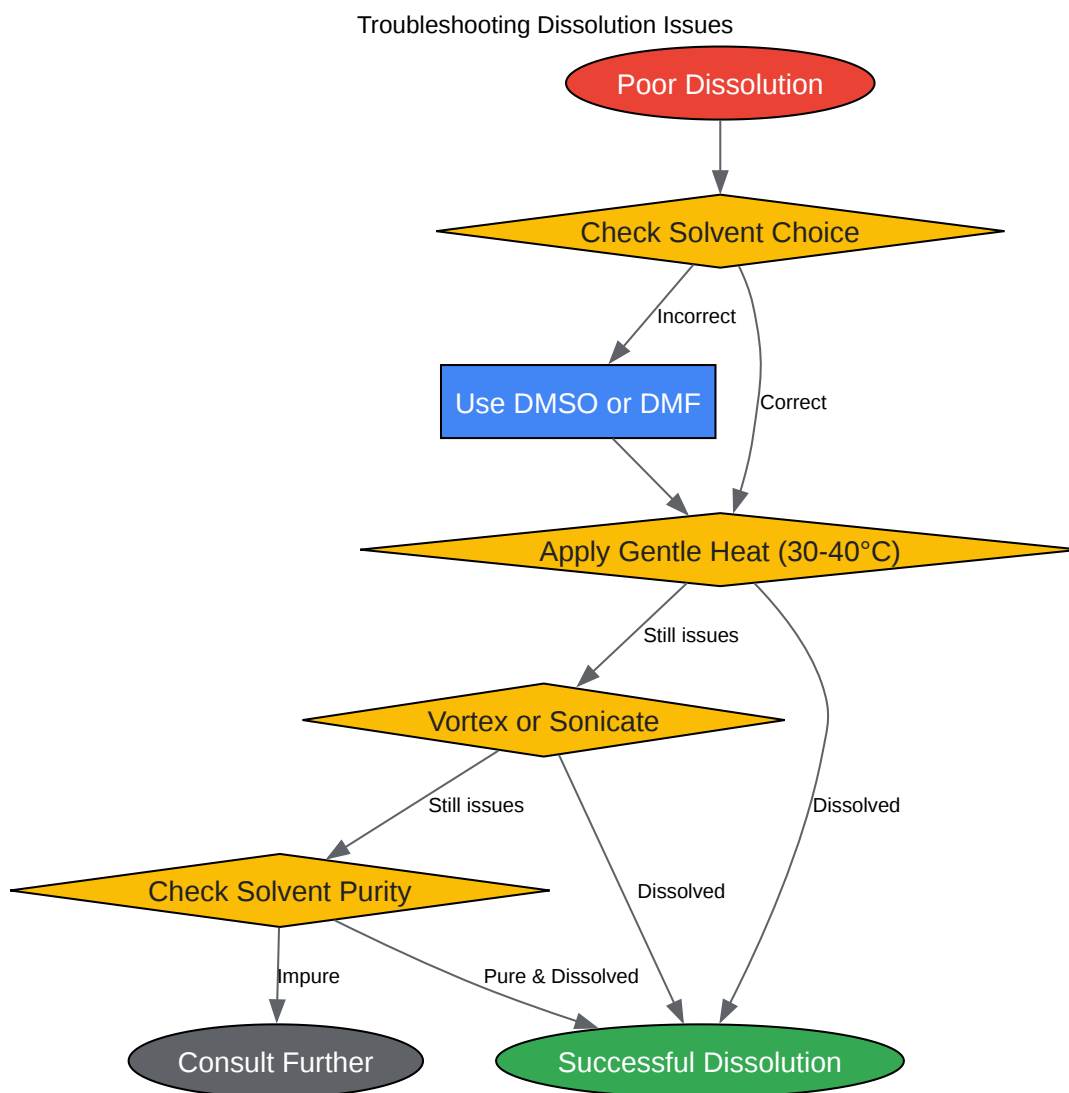 Troubleshooting Dissolution Issues
Poor Dissolution
Check Solvent Choice
Incorrect
Use DMSO or DMF
Correct
Apply Gentle Heat (30-40°C)
Still issues
Vortex or Sonicate
Still issues
Dissolved
Check Solvent Purity
Dissolved
Impure
Pure & Dissolved
Consult Further
Successful Dissolution